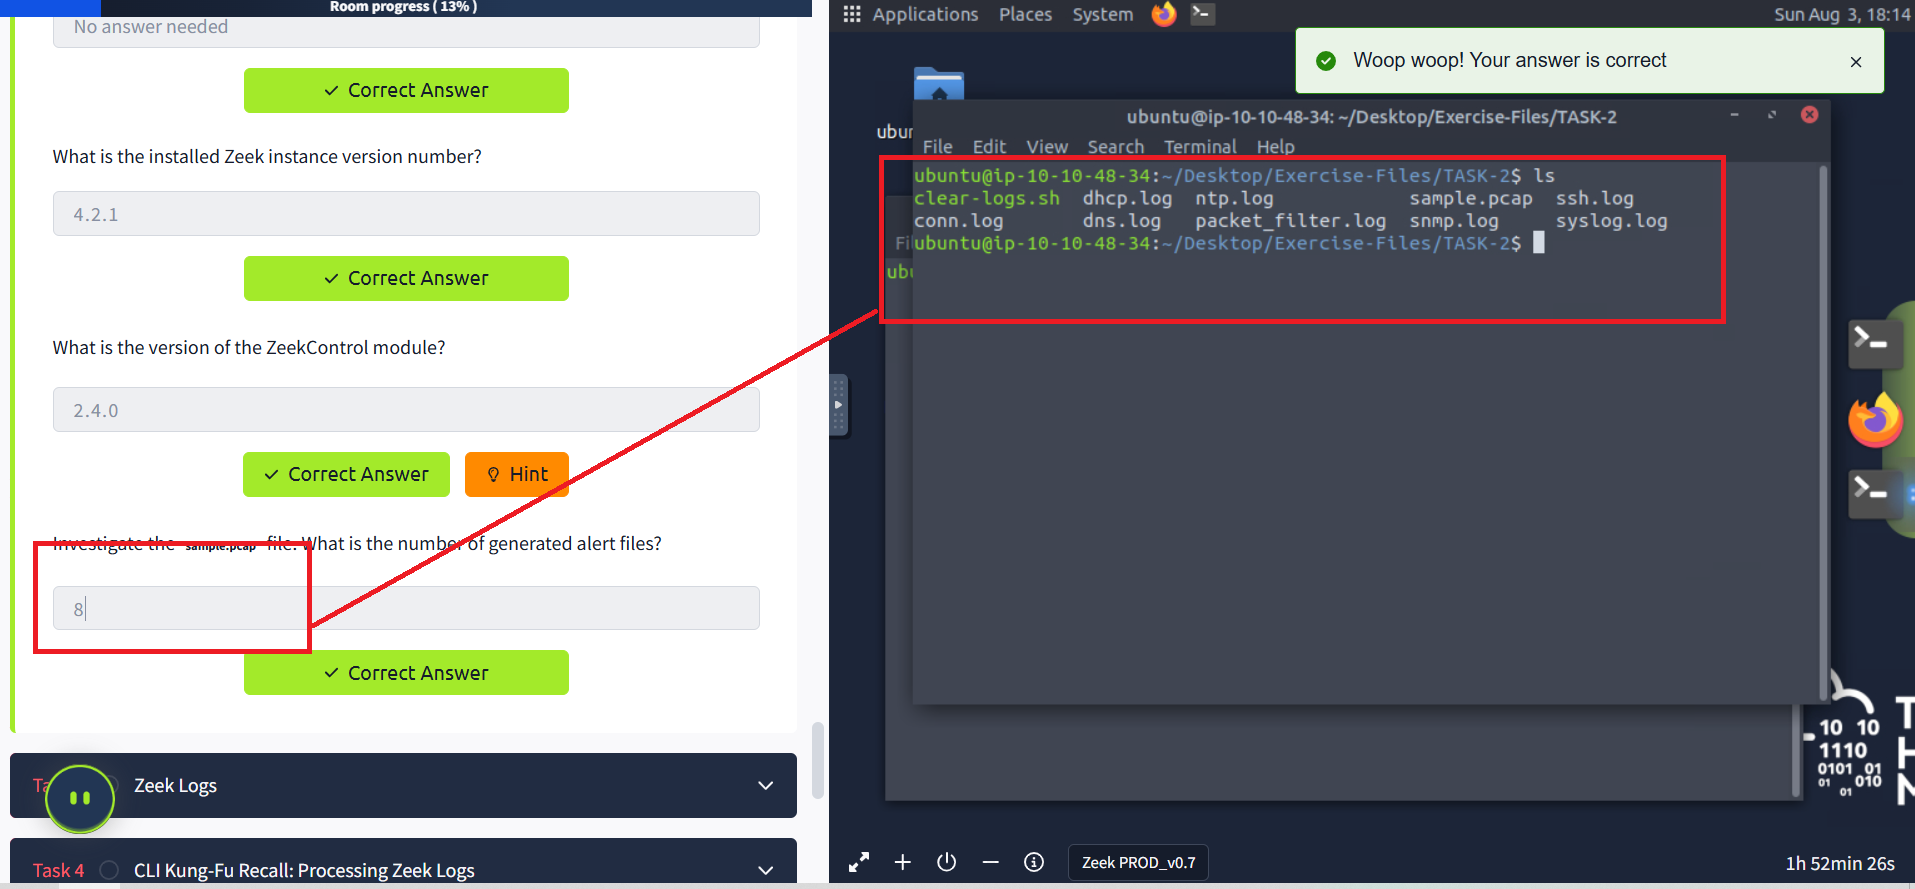 Room progress ( 13% )
No answer needed
Correct Answer
What is the installed Zeek instance version number?
4.2.1
Correct Answer
What is the version of the ZeekControl module?
2.4.0
Correct Answer
Hint
Investigate the sample.pcap file. What is the number of generated alert files?
8
Correct Answer
Zeek Logs
Task 4 CLI Kung-Fu Recall: Processing Zeek Logs
Applications Places System
Sun Aug 3, 18:14
Woop woop! Your answer is correct
ubuntu@ip-10-10-48-34: ~/Desktop/Exercise-Files/TASK-2
File Edit View Search Terminal Help
ubuntu@ip-10-10-48-34:~/Desktop/Exercise-Files/TASK-2$ ls
clear-logs.sh dhcp.log ntp.log sample.pcap ssh.log
conn.log dns.log packet_filter.log snmp.log syslog.log
ubuntu@ip-10-10-48-34:~/Desktop/Exercise-Files/TASK-2$
10 10
1110
0101 01
01 010
01
Zeek PROD_v0.7
1h 52min 26s